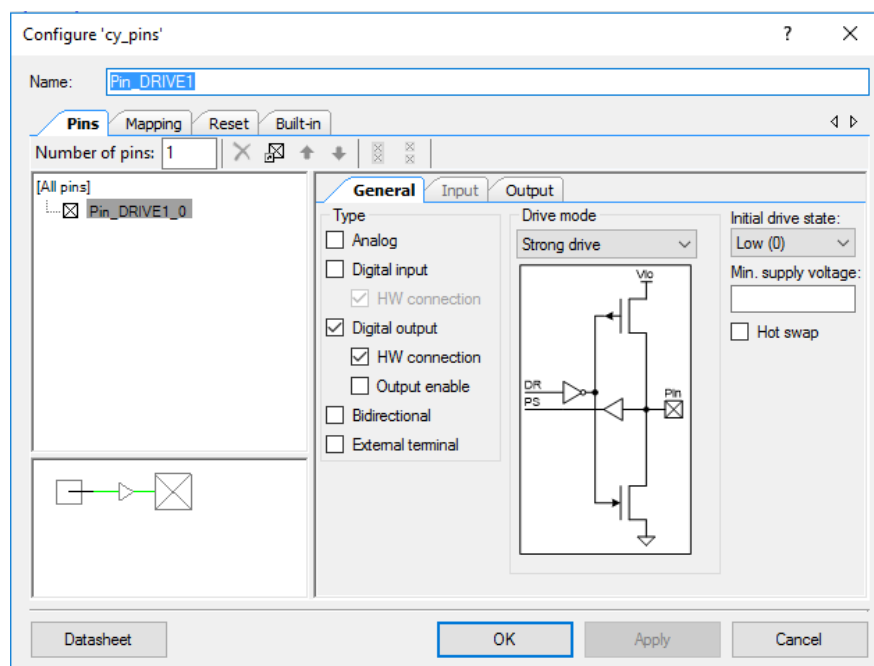 Configure 'cy_pins'
?
Name:
Pin_DRIVE1
Pins
Mapping
Reset
Built-in
Number of pins:
1
[All pins]
Pin_DRIVE1_0
General
Input
Output
Type
Analog
Digital input
HW connection
Digital output
HW connection
Output enable
Bidirectional
External terminal
Drive mode
Strong drive
Vio
DR
PS
Pin
Initial drive state:
Low (0)
Min. supply voltage:
Hot swap
Datasheet
OK
Apply
Cancel